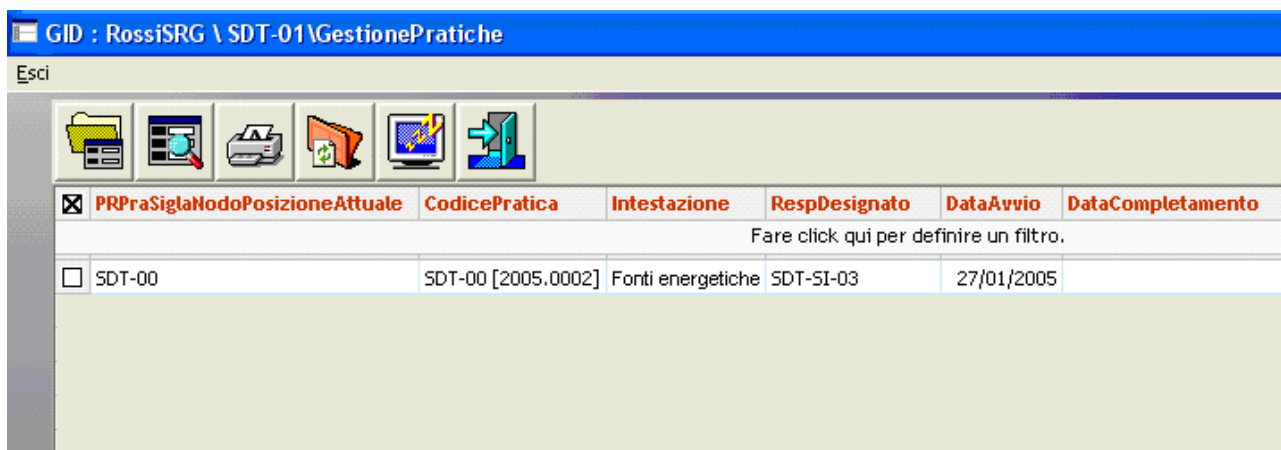 GID : RossiSRG \ SDT-01\GestionePratiche
Esci
PRPraSiglaNodoPosizioneAttuale CodicePratica Intestazione RespDesignato DataAvvio DataCompletamento
Fare click qui per definire un filtro.
SDT-00 SDT-00 [2005.0002] Fonti energetiche SDT-SI-03 27/01/2005